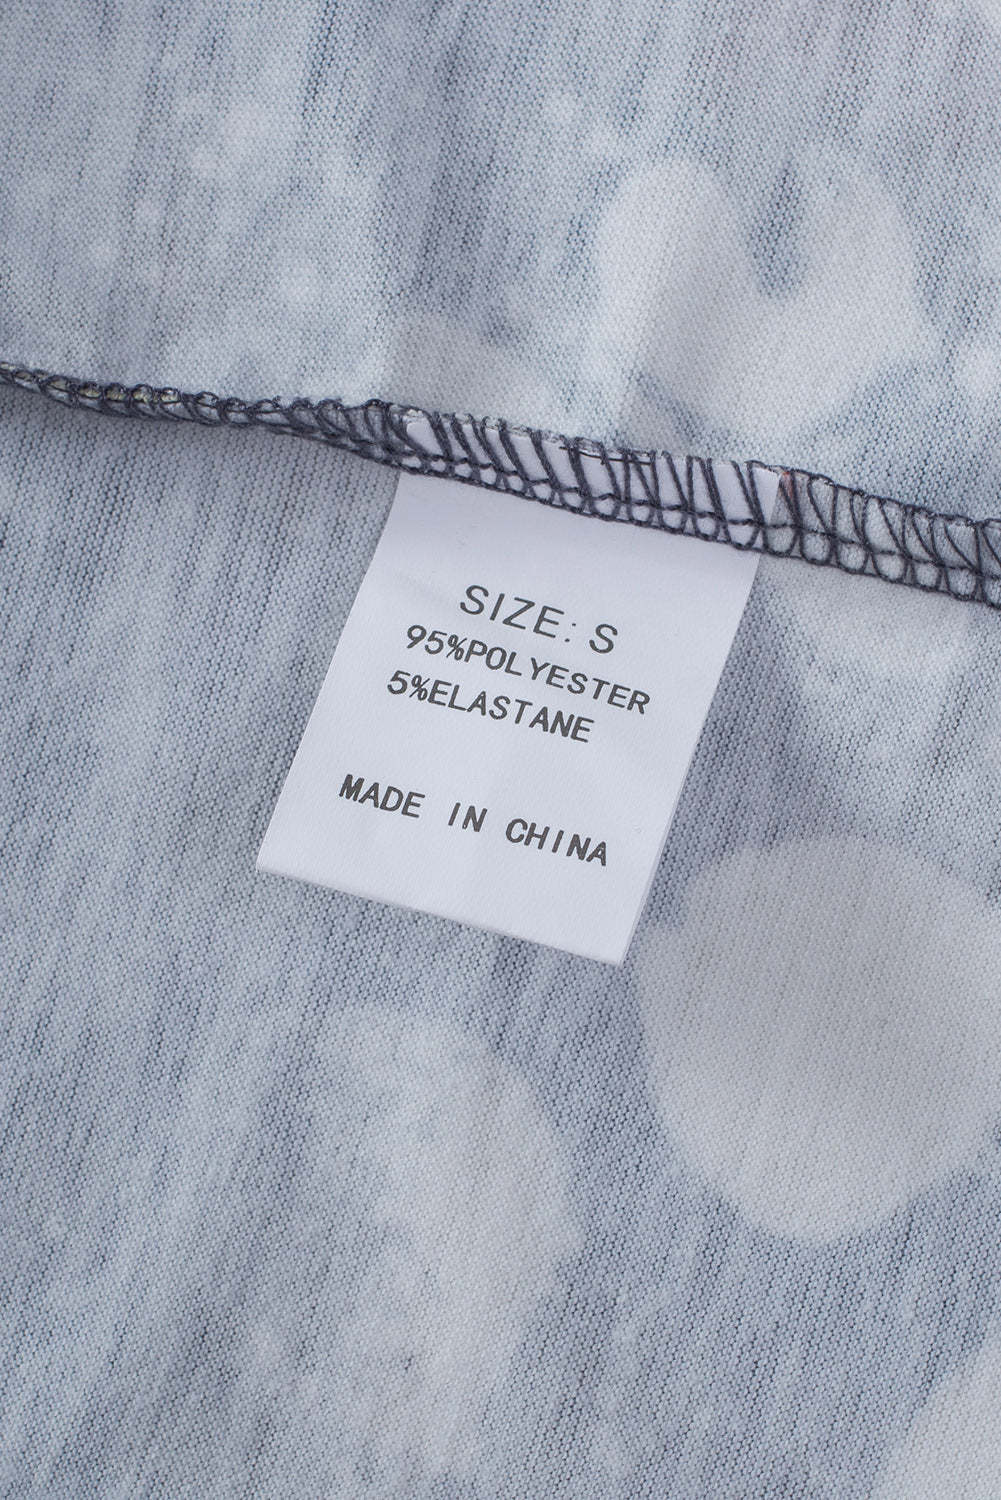 SIZE: S
95%POLYESTER
5%ELASTANE
MADE IN CHINA